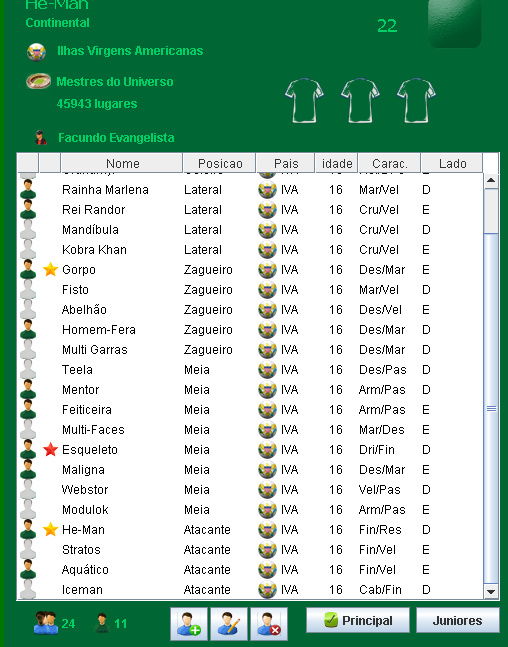 He-Man
Continental
22
Ilhas Virgens Americanas
Mestres do Universo
45943 lugares
Facundo Evangelista
Nome Posicao Pais idade Carac. Lado
Rainha Marlena Lateral IVA 16 Mar/Vel D
Rei Randor Lateral IVA 16 Cru/Vel E
Mandíbula Lateral IVA 16 Cru/Vel D
Kobra Khan Lateral IVA 16 Cru/Vel E
Gorpo Zagueiro IVA 16 Des/Mar E
Fisto Zagueiro IVA 16 Mar/Vel D
Abelhão Zagueiro IVA 16 Des/Vel E
Homem-Fera Zagueiro IVA 16 Des/Mar D
Multi Garras Zagueiro IVA 16 Des/Mar D
Teela Meia IVA 16 Des/Pas D
Mentor Meia IVA 16 Arm/Pas D
Feiticeira Meia IVA 16 Arm/Pas E
Multi-Faces Meia IVA 16 Mar/Des E
Esqueleto Meia IVA 16 Dri/Fin D
Maligna Meia IVA 16 Des/Mar E
Webstor Meia IVA 16 Vel/Pas D
Modulok Meia IVA 16 Arm/Pas E
He-Man Atacante IVA 16 Fin/Res D
Stratos Atacante IVA 16 Fin/Vel E
Aquático Atacante IVA 16 Fin/Vel E
Iceman Atacante IVA 16 Cab/Fin D
24 11 Principal Juniores